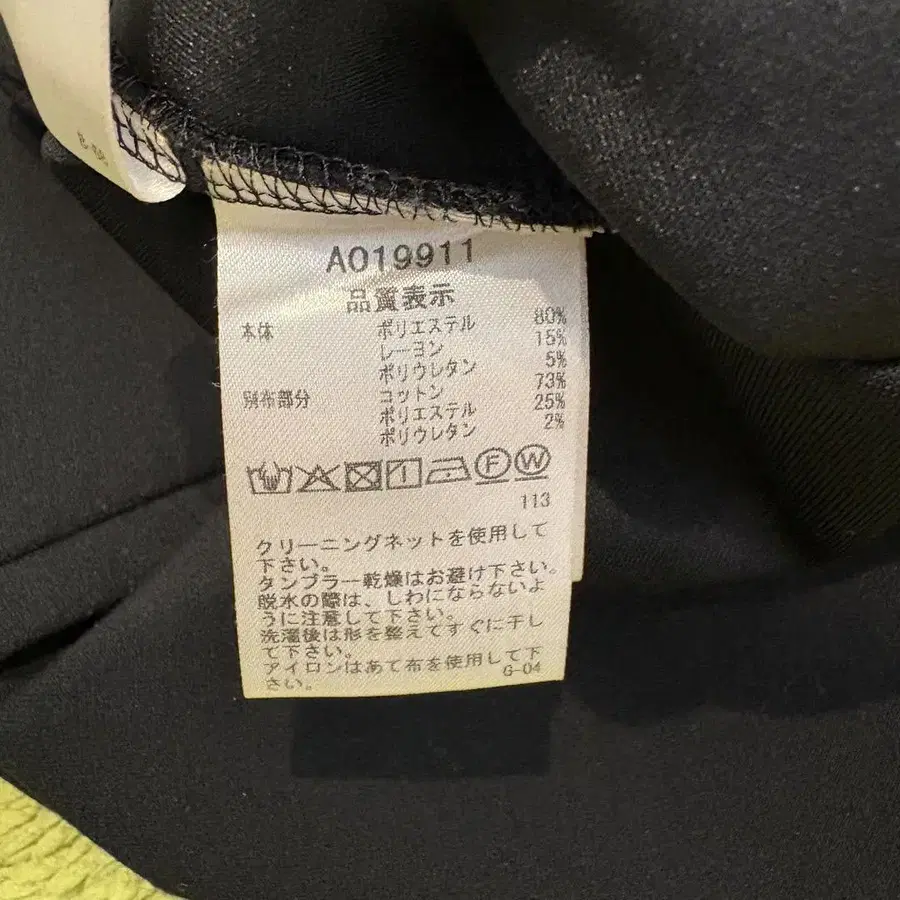 A019911
品質表示
本体 ポリエステル 80%
レーヨン 15%
ポリウレタン 5%
別布部分 コットン 73%
ポリエステル 25%
ポリウレタン 2%
F W
113
クリーニングネットを使用して
下さい。
タンブラー乾燥はお避け下さい。
脱水の際は、しわにならないよ
うに注意して下さい。
洗濯後は形を整えてすぐに干し
て下さい。
アイロンはあて布を使用して下
さい。
G-04